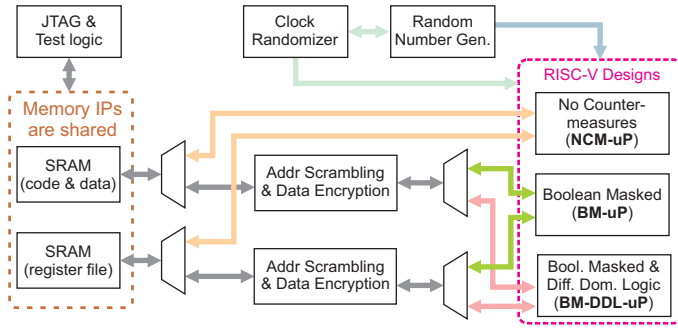 JTAG &
Test logic
Clock
Randomizer
Random
Number Gen.
RISC-V Designs
Memory IPs
are shared
No Counter-
measures
(NCM-uP)
SRAM
(code & data)
Addr Scrambling
& Data Encryption
Boolean Masked
(BM-uP)
SRAM
(register file)
Addr Scrambling
& Data Encryption
Bool. Masked &
Diff. Dom. Logic
(BM-DDL-uP)